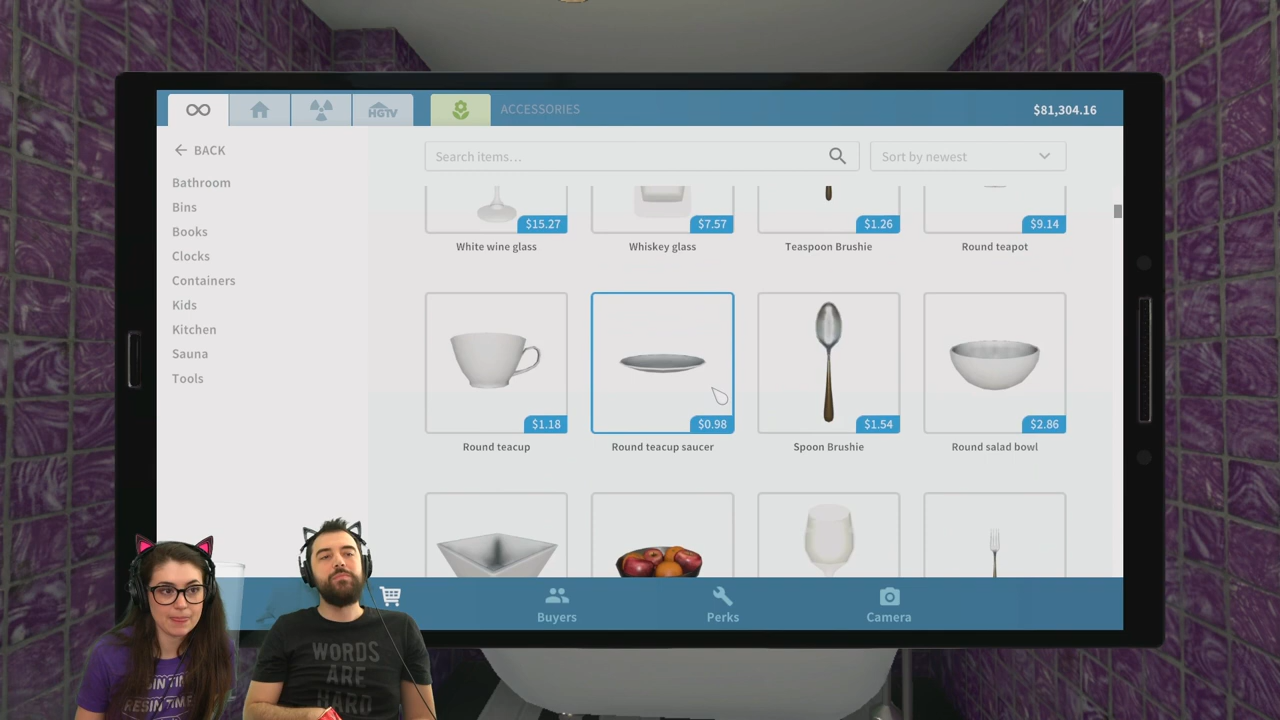 HGTV
ACCESSORIES
$81,304.16
BACK
Search items...
Sort by newest
Bathroom
Bins
Books
Clocks
Containers
Kids
Kitchen
Sauna
Tools
$15.27
$7.57
$1.26
$9.14
White wine glass
Whiskey glass
Teaspoon Brushie
Round teapot
$1.18
$0.98
$1.54
$2.86
Round teacup
Round teacup saucer
Spoon Brushie
Round salad bowl
Buyers
Perks
Camera
RESIN TIME
WORDS
ARE
HARD